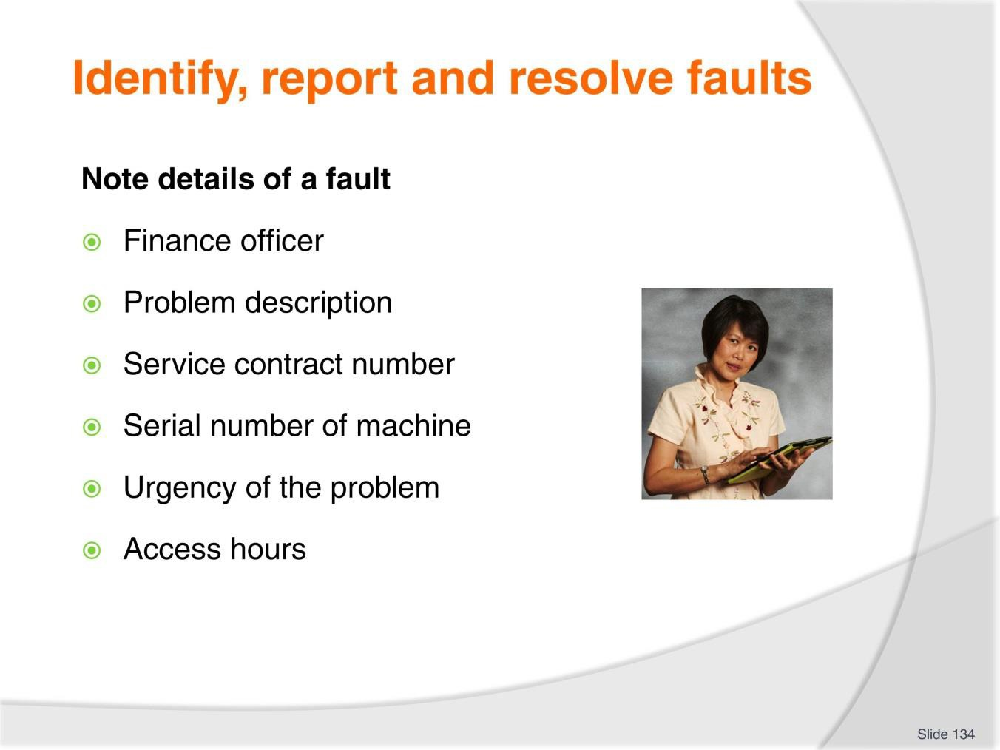 Identify, report and resolve faults
Note details of a fault
Finance officer
Problem description
Service contract number
Serial number of machine
Urgency of the problem
Access hours
Slide 134